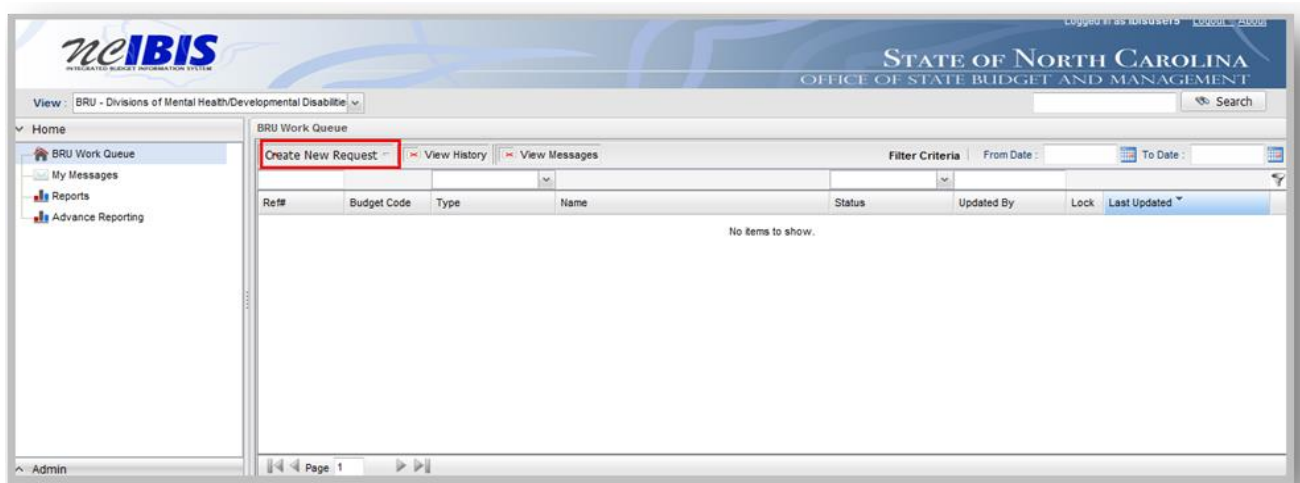 Logged in as ibisuser5 Logout About
ncIBIS
INTEGRATED BUDGET INFORMATION SYSTEM
STATE OF NORTH CAROLINA
OFFICE OF STATE BUDGET AND MANAGEMENT
View : BRU - Divisions of Mental Health/Developmental Disabilitie
Search
Home
BRU Work Queue
My Messages
Reports
Advance Reporting
Admin
BRU Work Queue
Create New Request View History View Messages Filter Criteria From Date : To Date :
Ref# Budget Code Type Name Status Updated By Lock Last Updated
No items to show.
Page 1